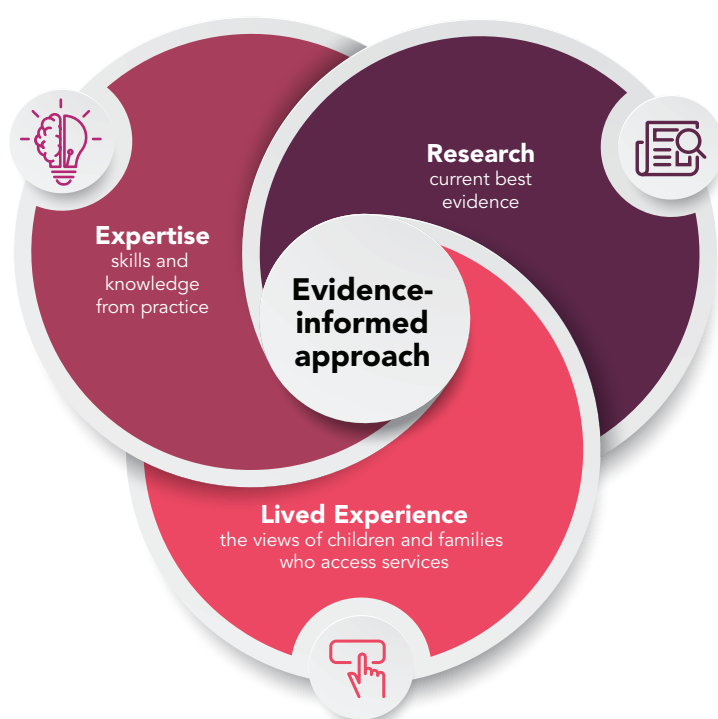 Research
current best
evidence
Expertise
skills and
knowledge
from practice
Evidence-
informed
approach
Lived Experience
the views of children and families
who access services